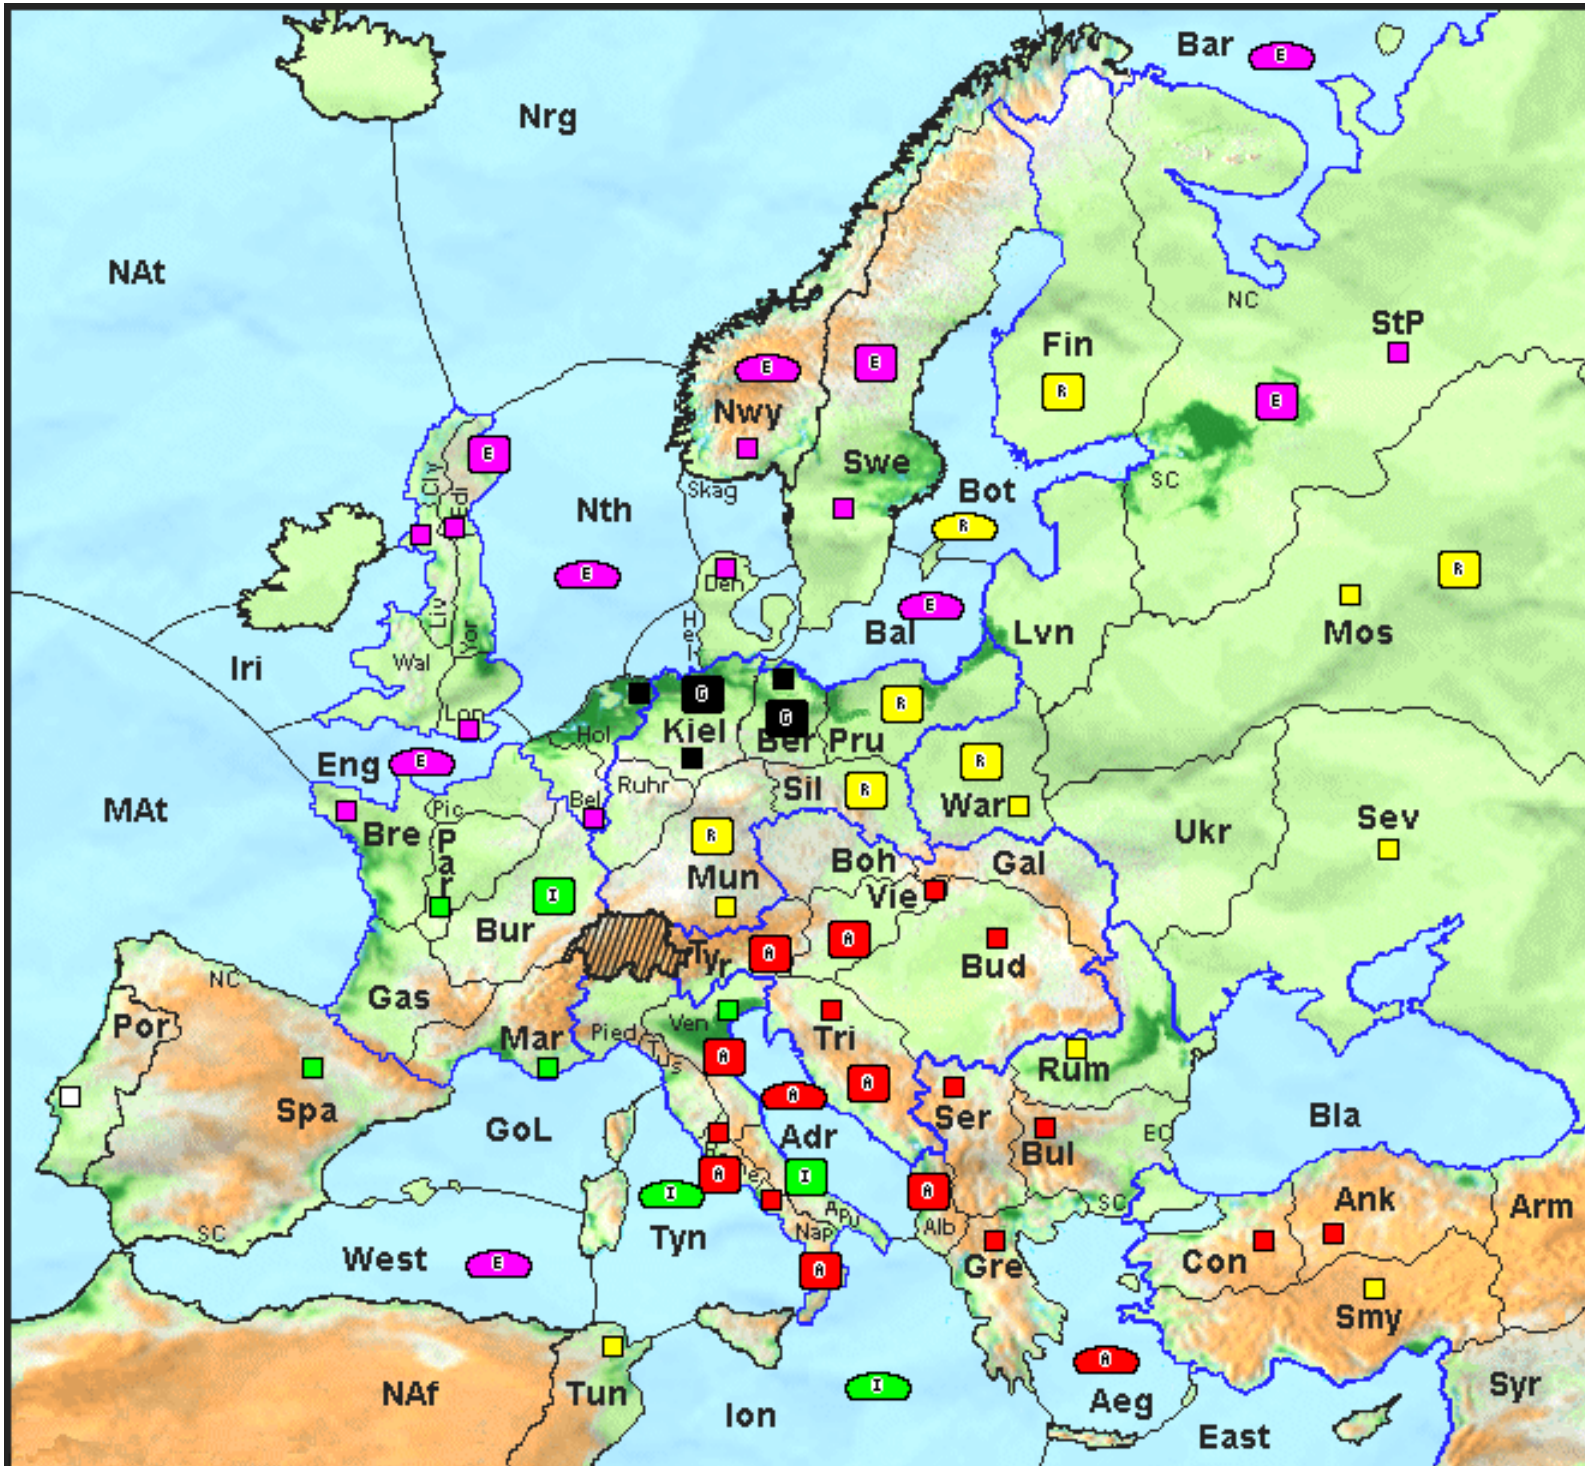 Bar
E
Nrg
NAt
NC
StP
Fin
E
E
R
E
Nwy
Swe
E
Cly
Edi
Skag
Bot
SC
Nth
R
R
E
Den
E
Bal
Lvn
Mos
Hel
Liv
Yor
Wal
Iri
Lon
Hol
G
Kiel
G
Ber
Pru
R
Eng
E
Ruhr
Sil
R
R
War
MAt
Pic
Bel
Bre
Par
R
Mun
Boh
Gal
Ukr
Sev
Vie
I
Bur
Tyr
A
A
Bud
NC
Gas
Por
Mar
Pied
Ven
Tus
Tri
A
A
A
Rum
Ser
Spa
GoL
Adr
Bul
EC
Bla
A
I
I
A
Apu
Nap
Alb
SC
Ank
Arm
SC
West
Tyn
E
A
Gre
Con
Smy
NAf
Tun
Ion
I
A
Aeg
East
Syr